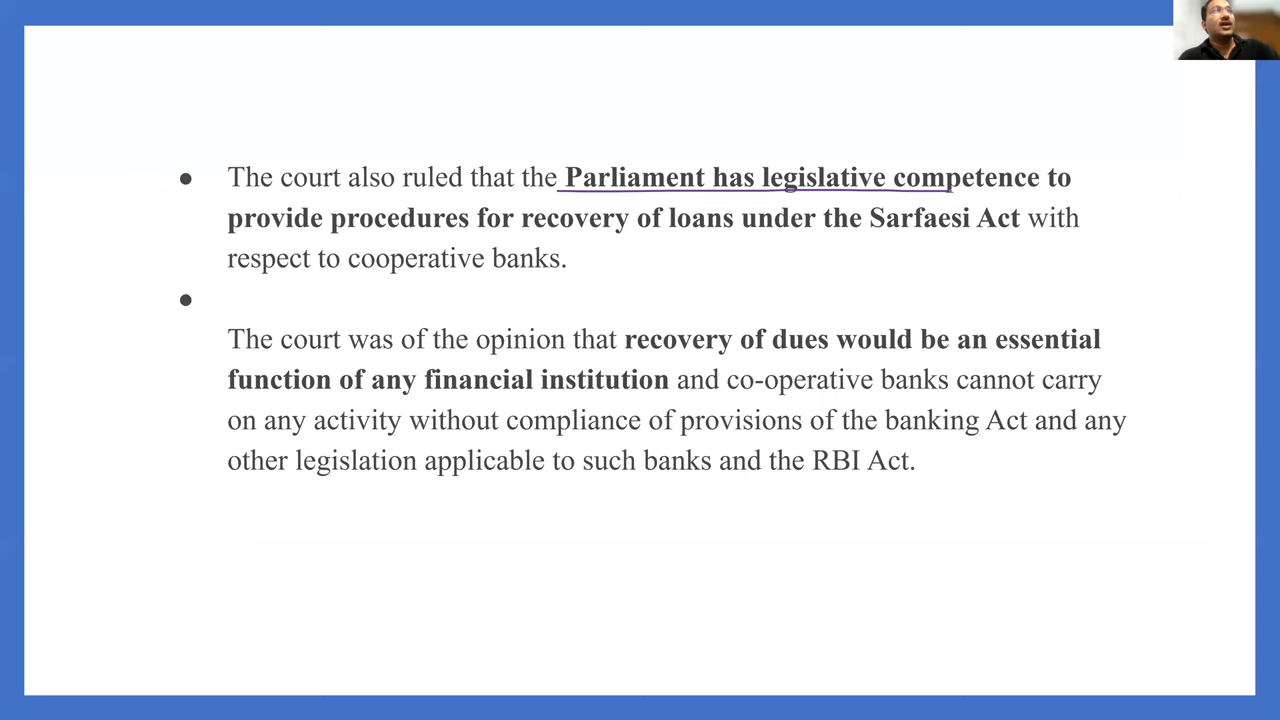 ● The court also ruled that the Parliament has legislative competence to
provide procedures for recovery of loans under the Sarfaesi Act with
respect to cooperative banks.
●
The court was of the opinion that recovery of dues would be an essential
function of any financial institution and co-operative banks cannot carry
on any activity without compliance of provisions of the banking Act and any
other legislation applicable to such banks and the RBI Act.